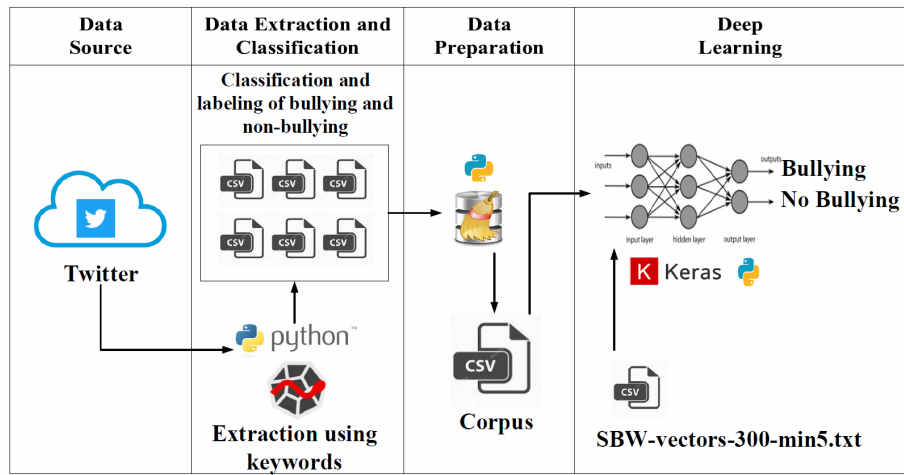 Data
Source
Data Extraction and
Classification
Data
Preparation
Deep
Learning
Classification and
labeling of bullying and
non-bullying
CSV
CSV
CSV
CSV
CSV
CSV
Twitter
python™
Extraction using
keywords
CSV
Corpus
inputs
outputs
Bullying
No Bullying
input layer
hidden layer
output layer
K Keras
CSV
SBW-vectors-300-min5.txt